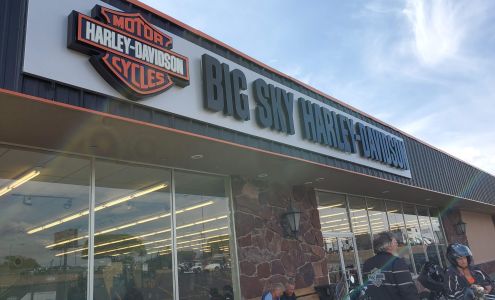 MOTOR
HARLEY-DAVIDSON
CYCLES
BIG SKY HARLEY-DAVIDSON